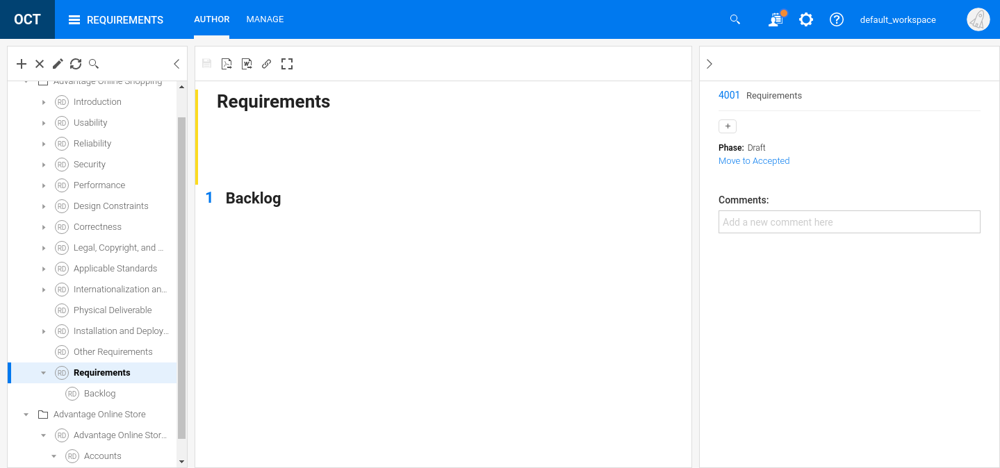 OCT
REQUIREMENTS
AUTHOR
MANAGE
default_workspace
Advantage Online Shopping
RD Introduction
RD Usability
RD Reliability
RD Security
RD Performance
RD Design Constraints
RD Correctness
RD Legal, Copyright, and ...
RD Applicable Standards
RD Internationalization an...
RD Physical Deliverable
RD Installation and Deploy...
RD Other Requirements
RD Requirements
RD Backlog
Advantage Online Store
RD Advantage Online Stor...
RD Accounts
W
Requirements
1 Backlog
4001 Requirements
+
Phase: Draft
Move to Accepted
Comments:
Add a new comment here